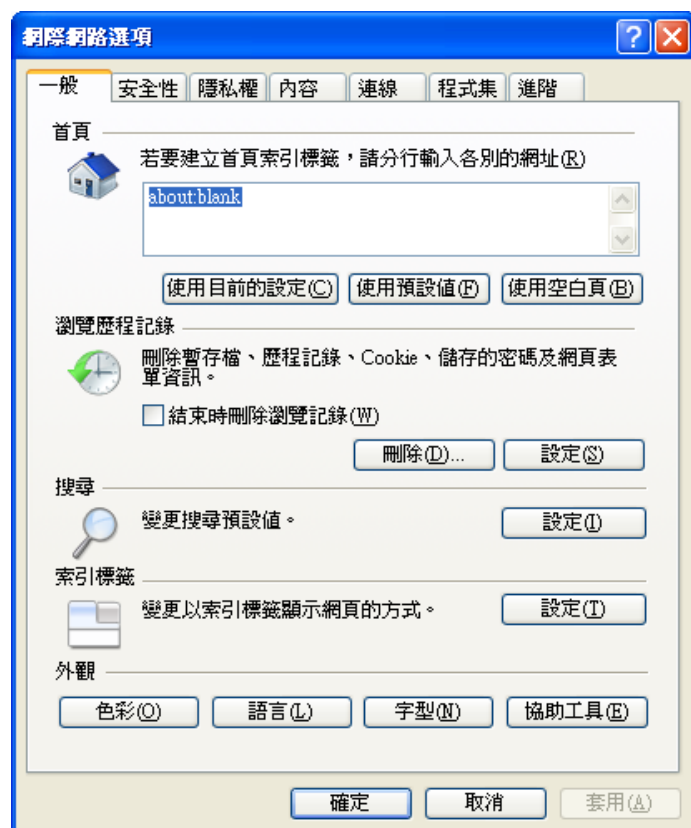 網際網路選項
一般 安全性 隱私權 內容 連線 程式集 進階
首頁
若要建立首頁索引標籤，請分行輸入各別的網址(R)
about:blank
使用目前的設定(C) 使用預設值(F) 使用空白頁(B)
瀏覽歷程記錄
刪除暫存檔、歷程記錄、Cookie、儲存的密碼及網頁表
單資訊。
結束時刪除瀏覽記錄(W)
刪除(D)... 設定(S)
搜尋
變更搜尋預設值。 設定(I)
索引標籤
變更以索引標籤顯示網頁的方式。 設定(T)
外觀
色彩(O) 語言(L) 字型(N) 協助工具(E)
確定 取消 套用(A)